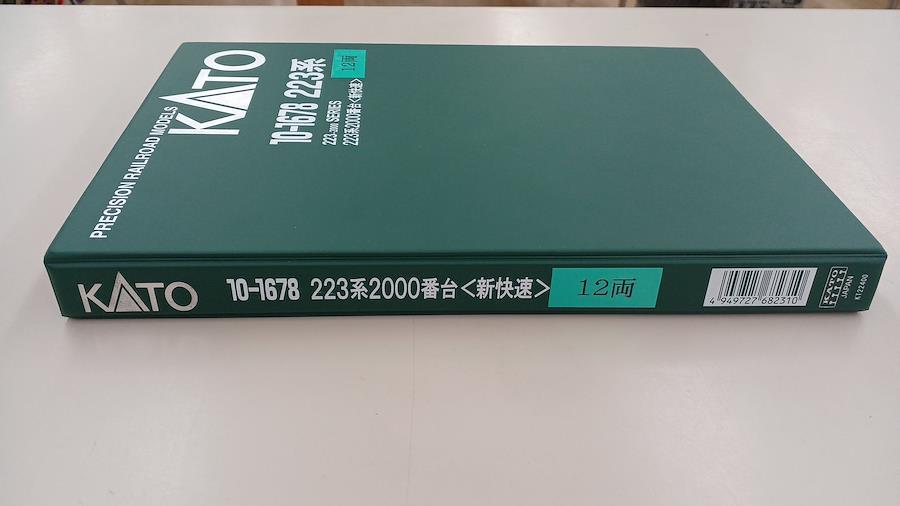 PRECISION RAILROAD MODELS
KATO
10-1678 223系
12両
223-2000 SERIES
223系2000番台<新快速>
KATO
10-1678 223系2000番台<新快速>
12両
4 949727 682310
KATO
JAPAN
K122400